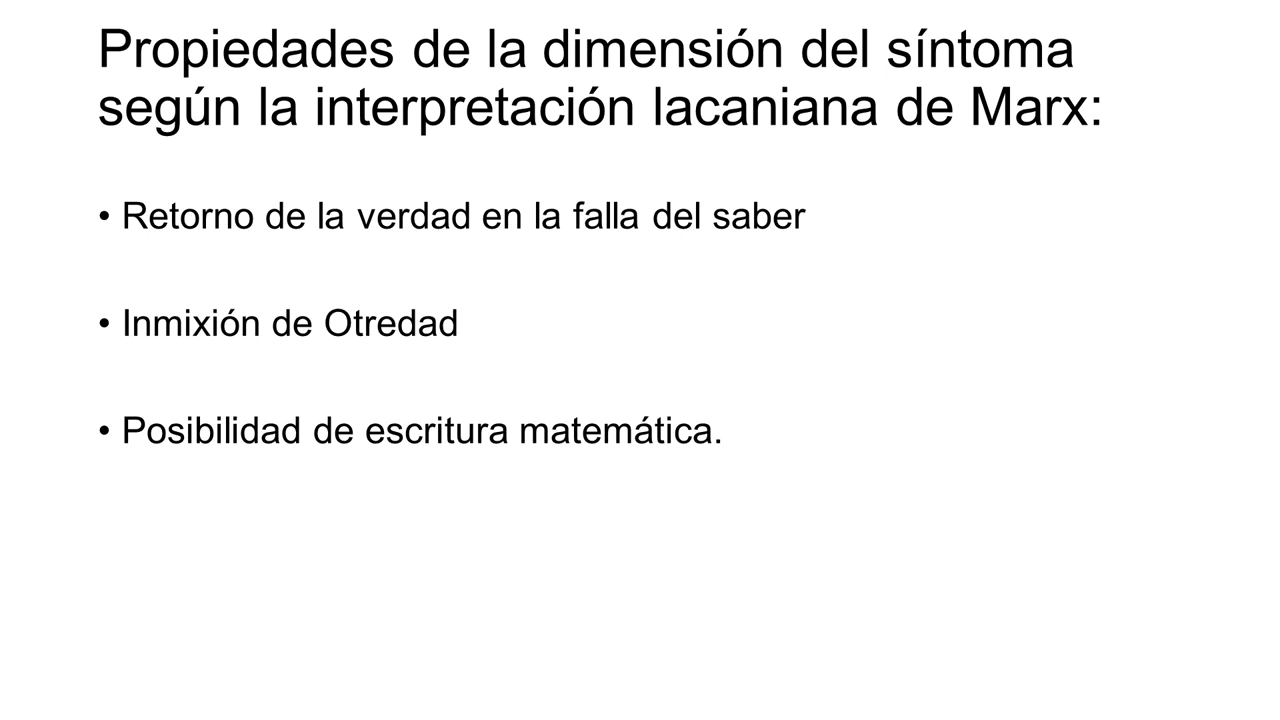 Propiedades de la dimensión del síntoma
según la interpretación lacaniana de Marx:
• Retorno de la verdad en la falla del saber
• Inmixión de Otredad
• Posibilidad de escritura matemática.